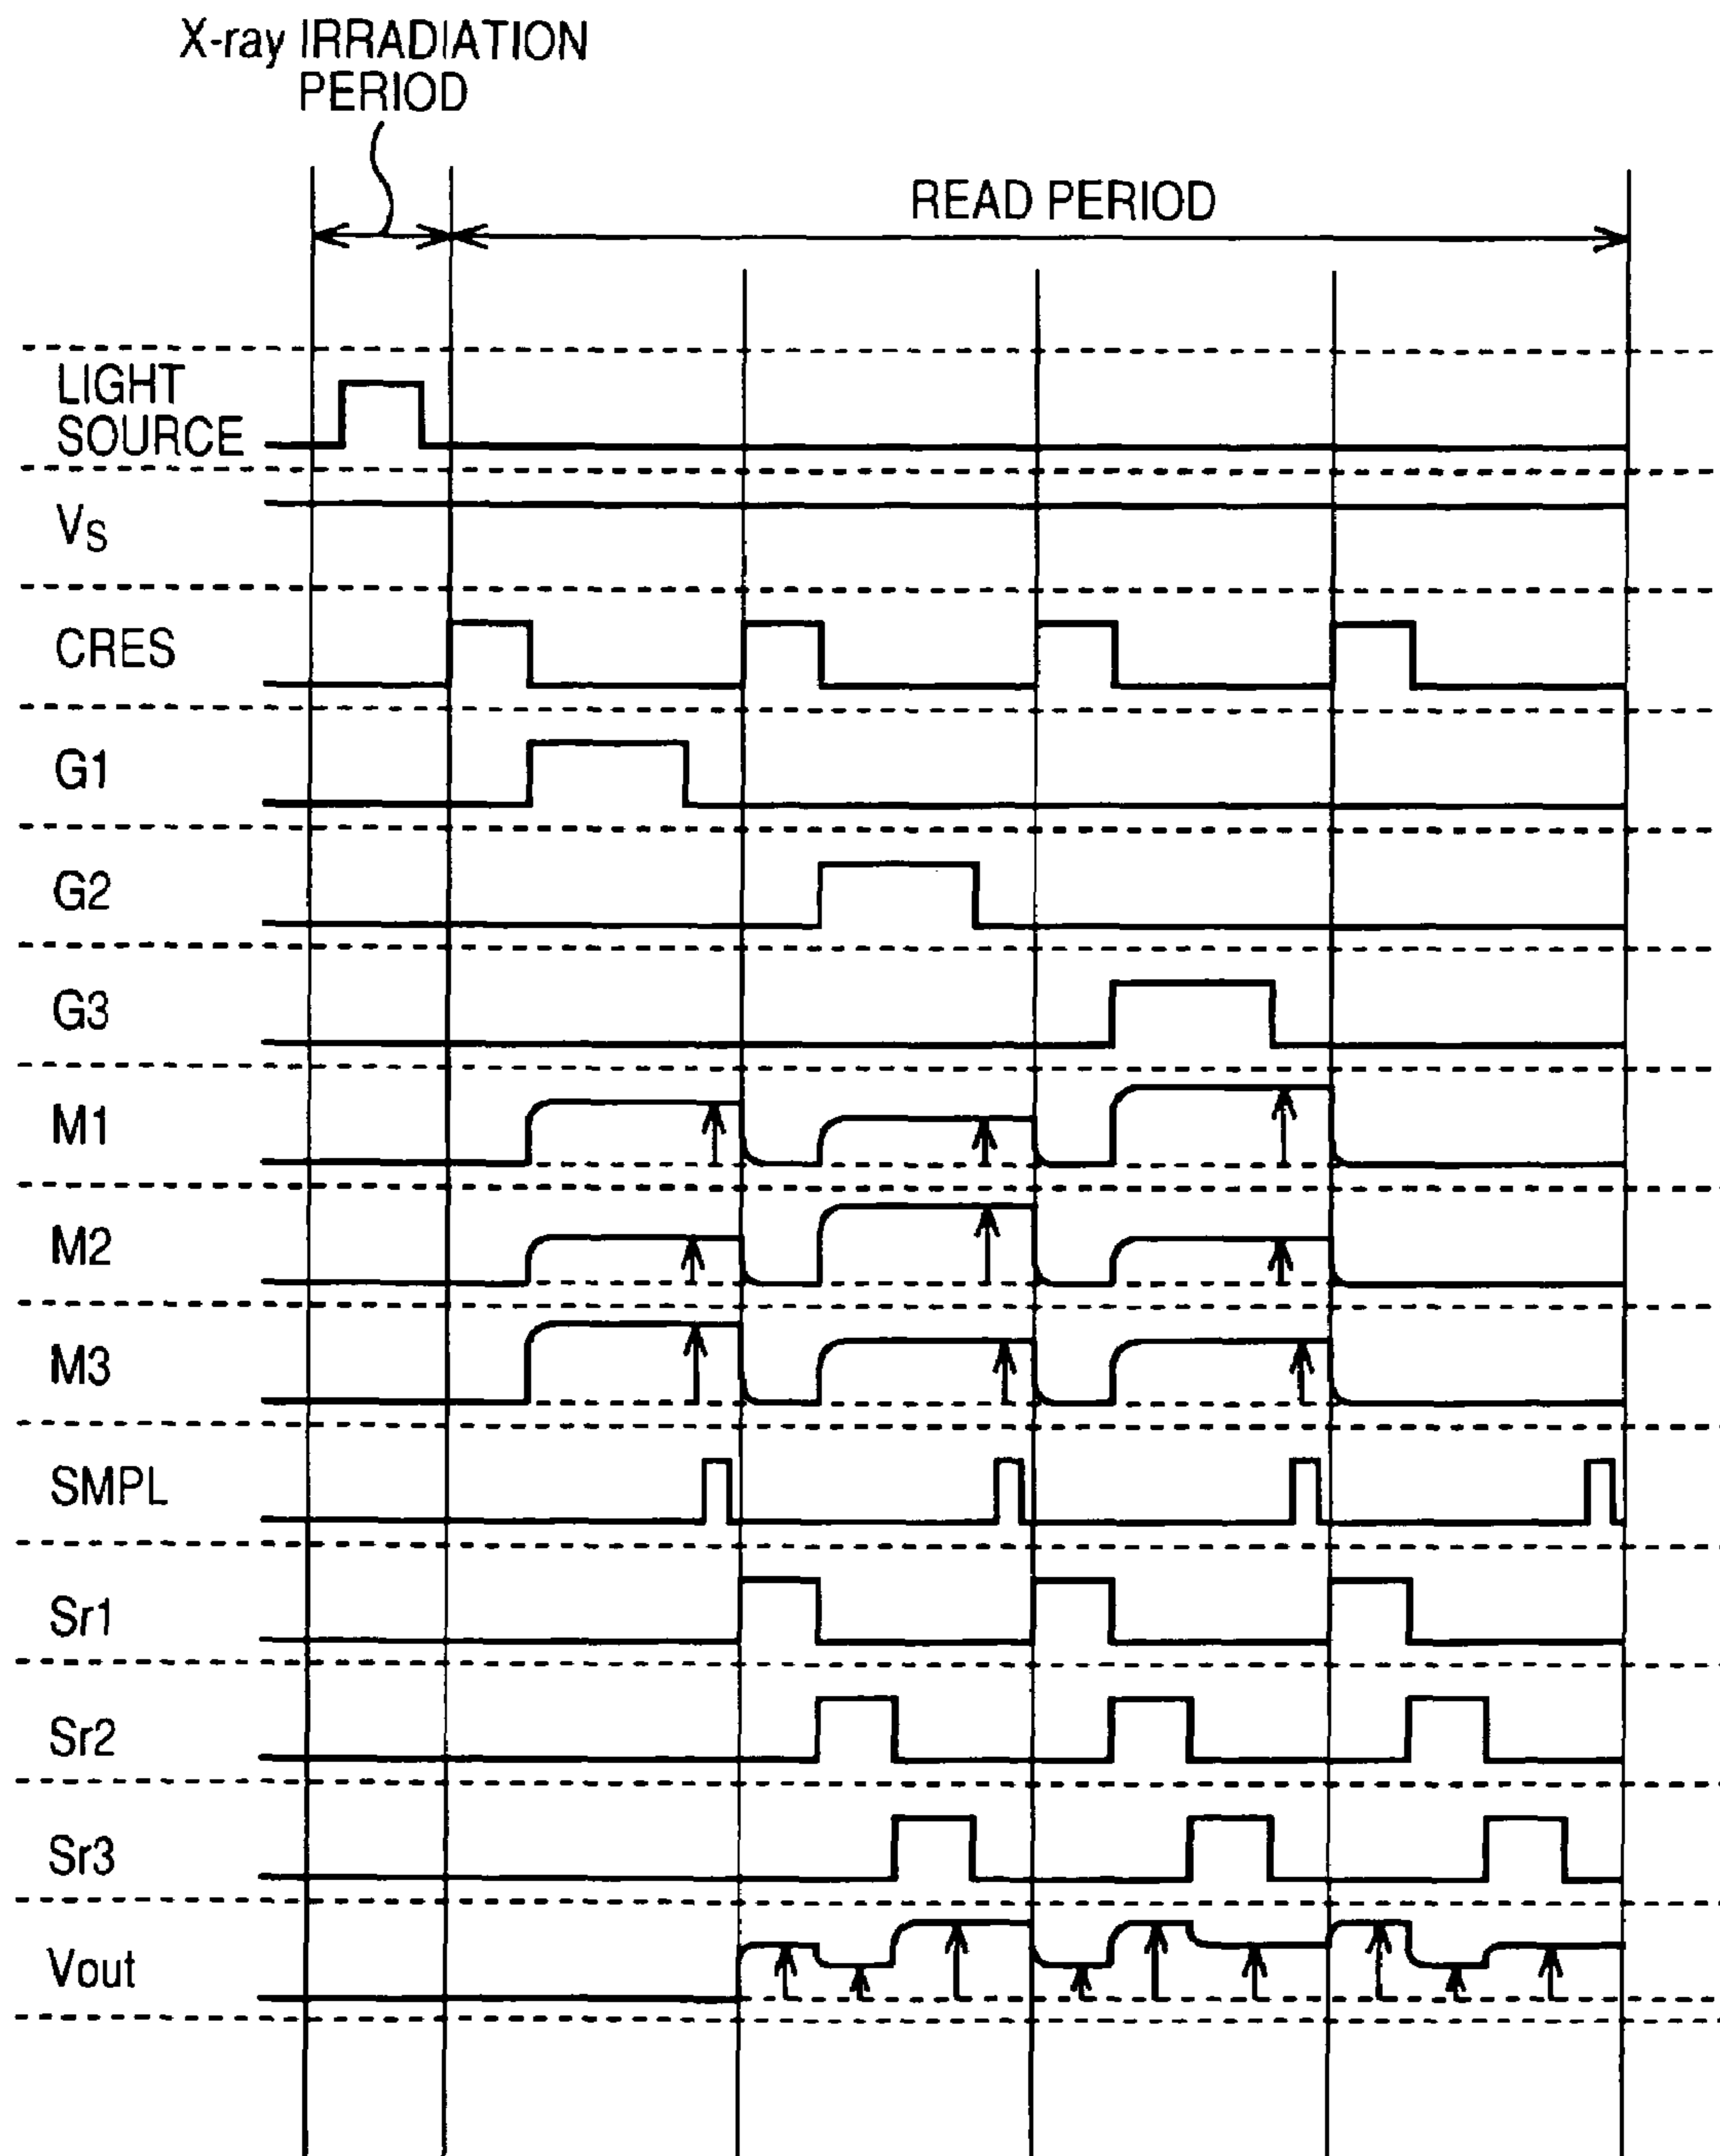 X-ray IRRADIATION
PERIOD
READ PERIOD
LIGHT
SOURCE
VS
CRES
G1
G2
G3
M1
M2
M3
SMPL
Sr1
Sr2
Sr3
Vout